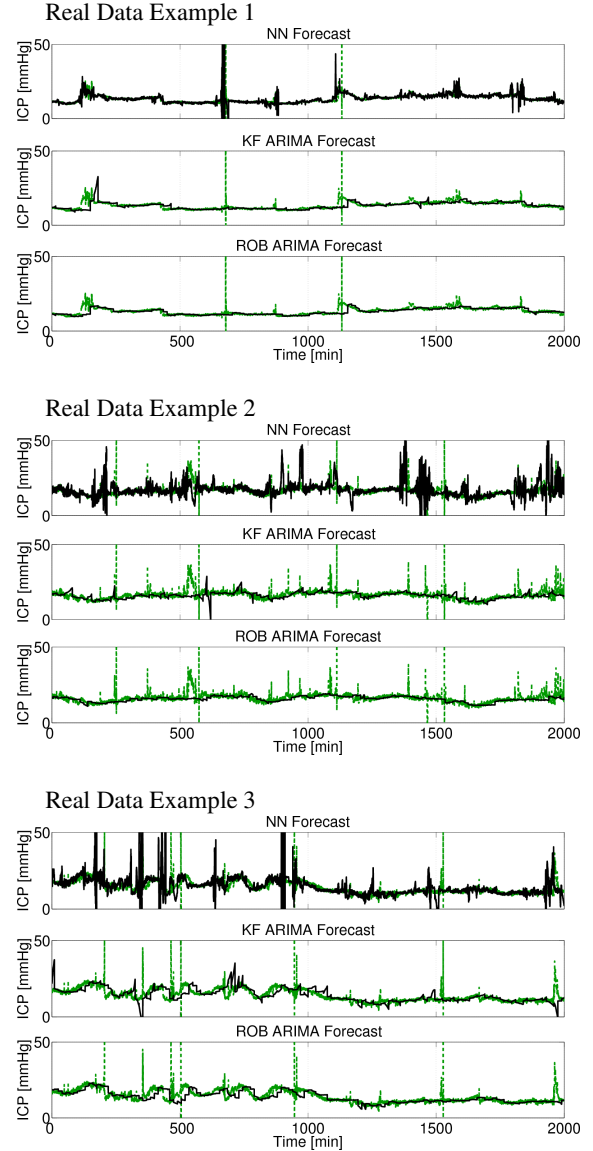 Real Data Example 1
NN Forecast
ICP [mmHg]
50
0
KF ARIMA Forecast
ICP [mmHg]
50
0
ROB ARIMA Forecast
ICP [mmHg]
50
0
0 500 1000 1500 2000
Time [min]
Real Data Example 2
NN Forecast
ICP [mmHg]
50
0
KF ARIMA Forecast
ICP [mmHg]
50
0
ROB ARIMA Forecast
ICP [mmHg]
50
0
0 500 1000 1500 2000
Time [min]
Real Data Example 3
NN Forecast
ICP [mmHg]
50
0
KF ARIMA Forecast
ICP [mmHg]
50
0
ROB ARIMA Forecast
ICP [mmHg]
50
0
0 500 1000 1500 2000
Time [min]